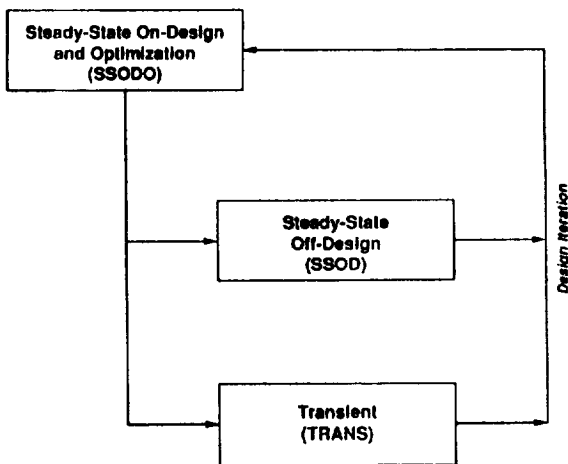 Steady-State On-Design
and Optimization
(SSODO)
Steady-State
Off-Design
(SSOD)
Design Iteration
Transient
(TRANS)